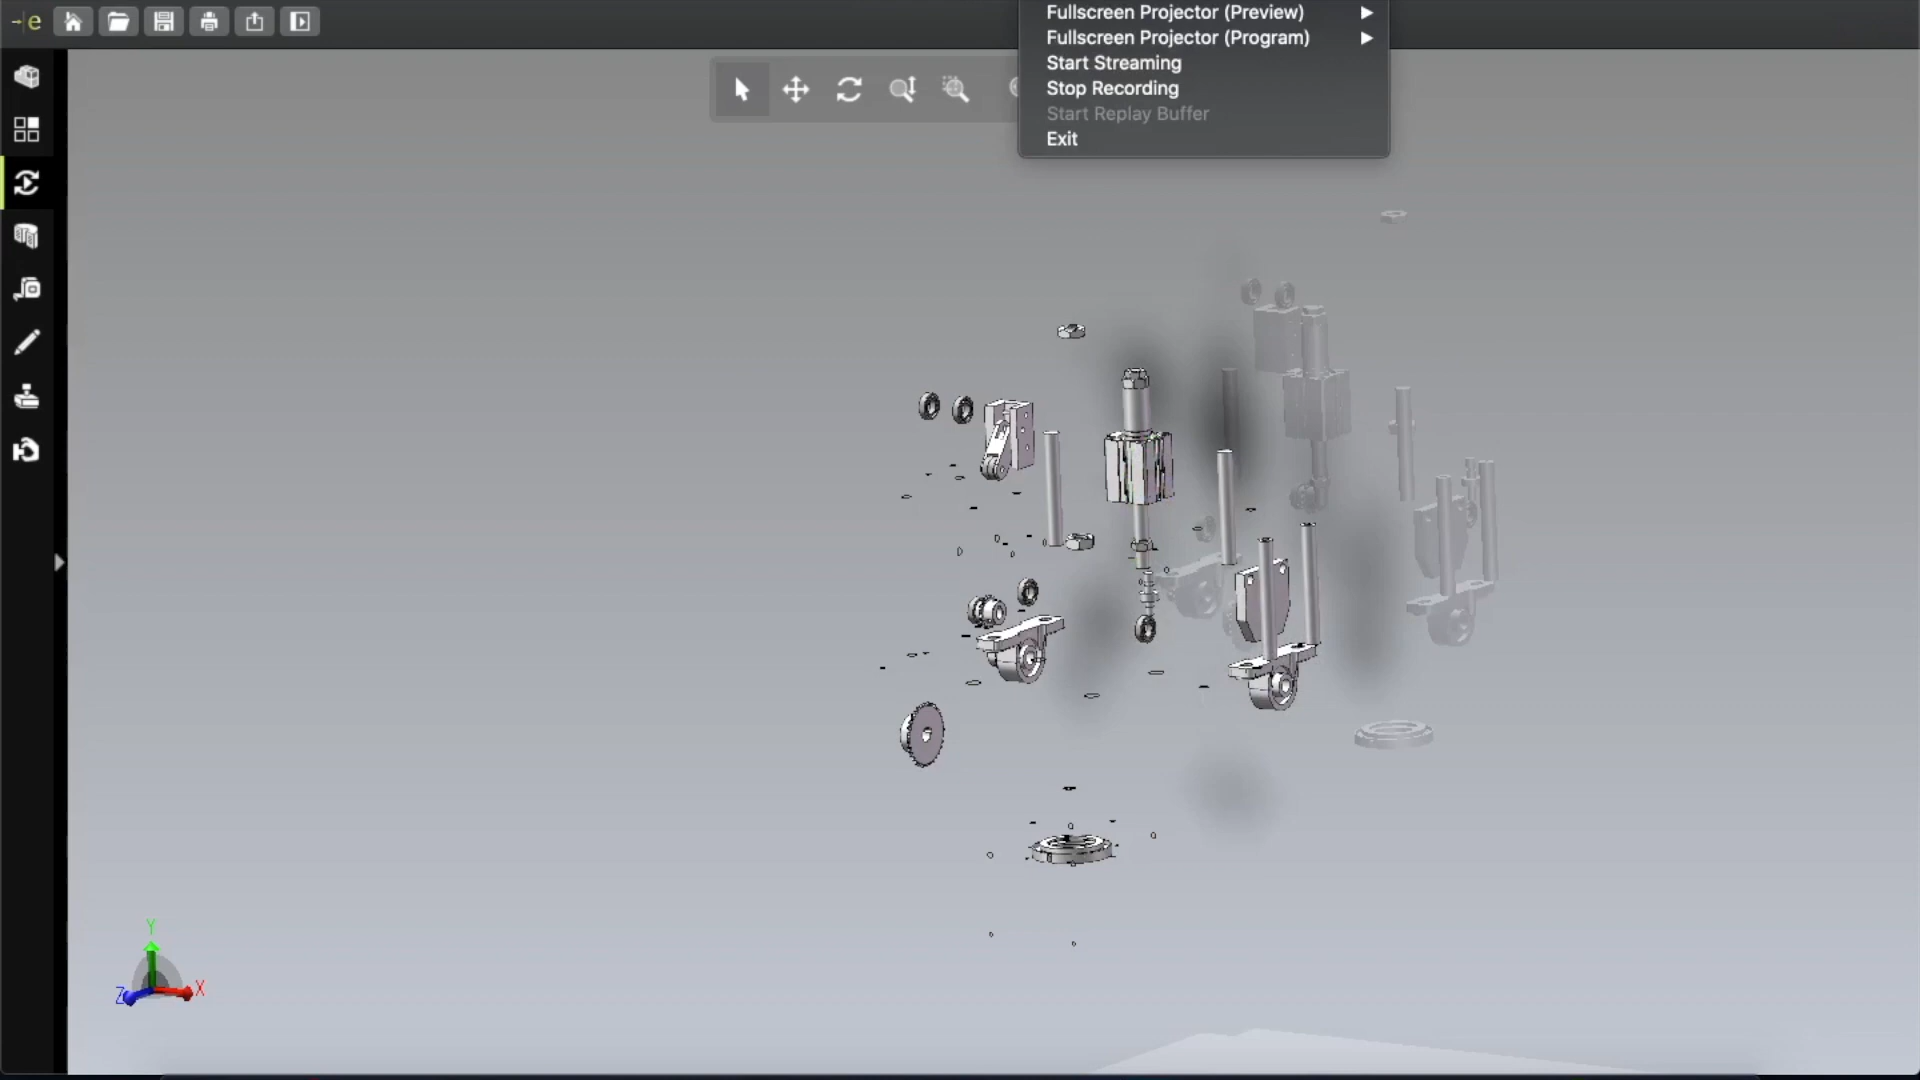 e
Fullscreen Projector (Preview)
Fullscreen Projector (Program)
Start Streaming
Stop Recording
Start Replay Buffer
Exit
Y
Z
X